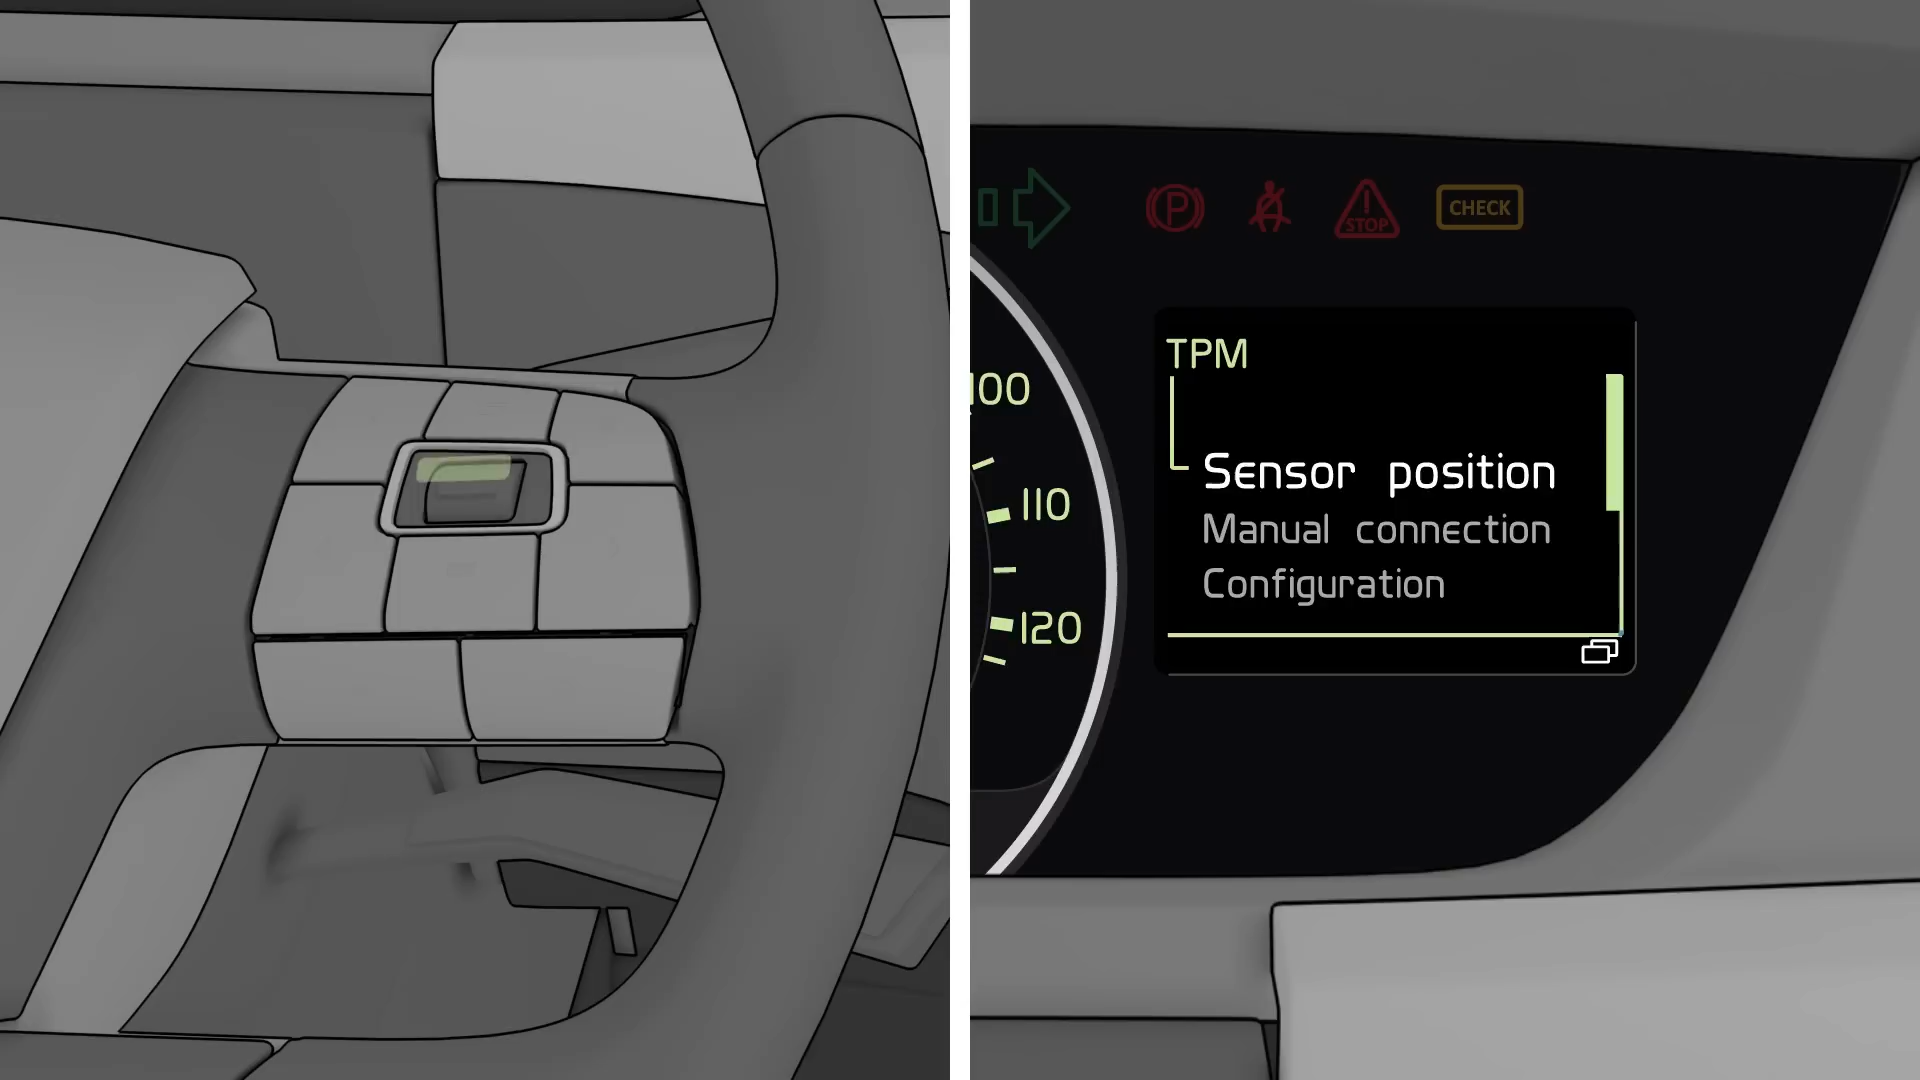 P
STOP
CHECK
100
110
120
TPM
Sensor position
Manual connection
Configuration